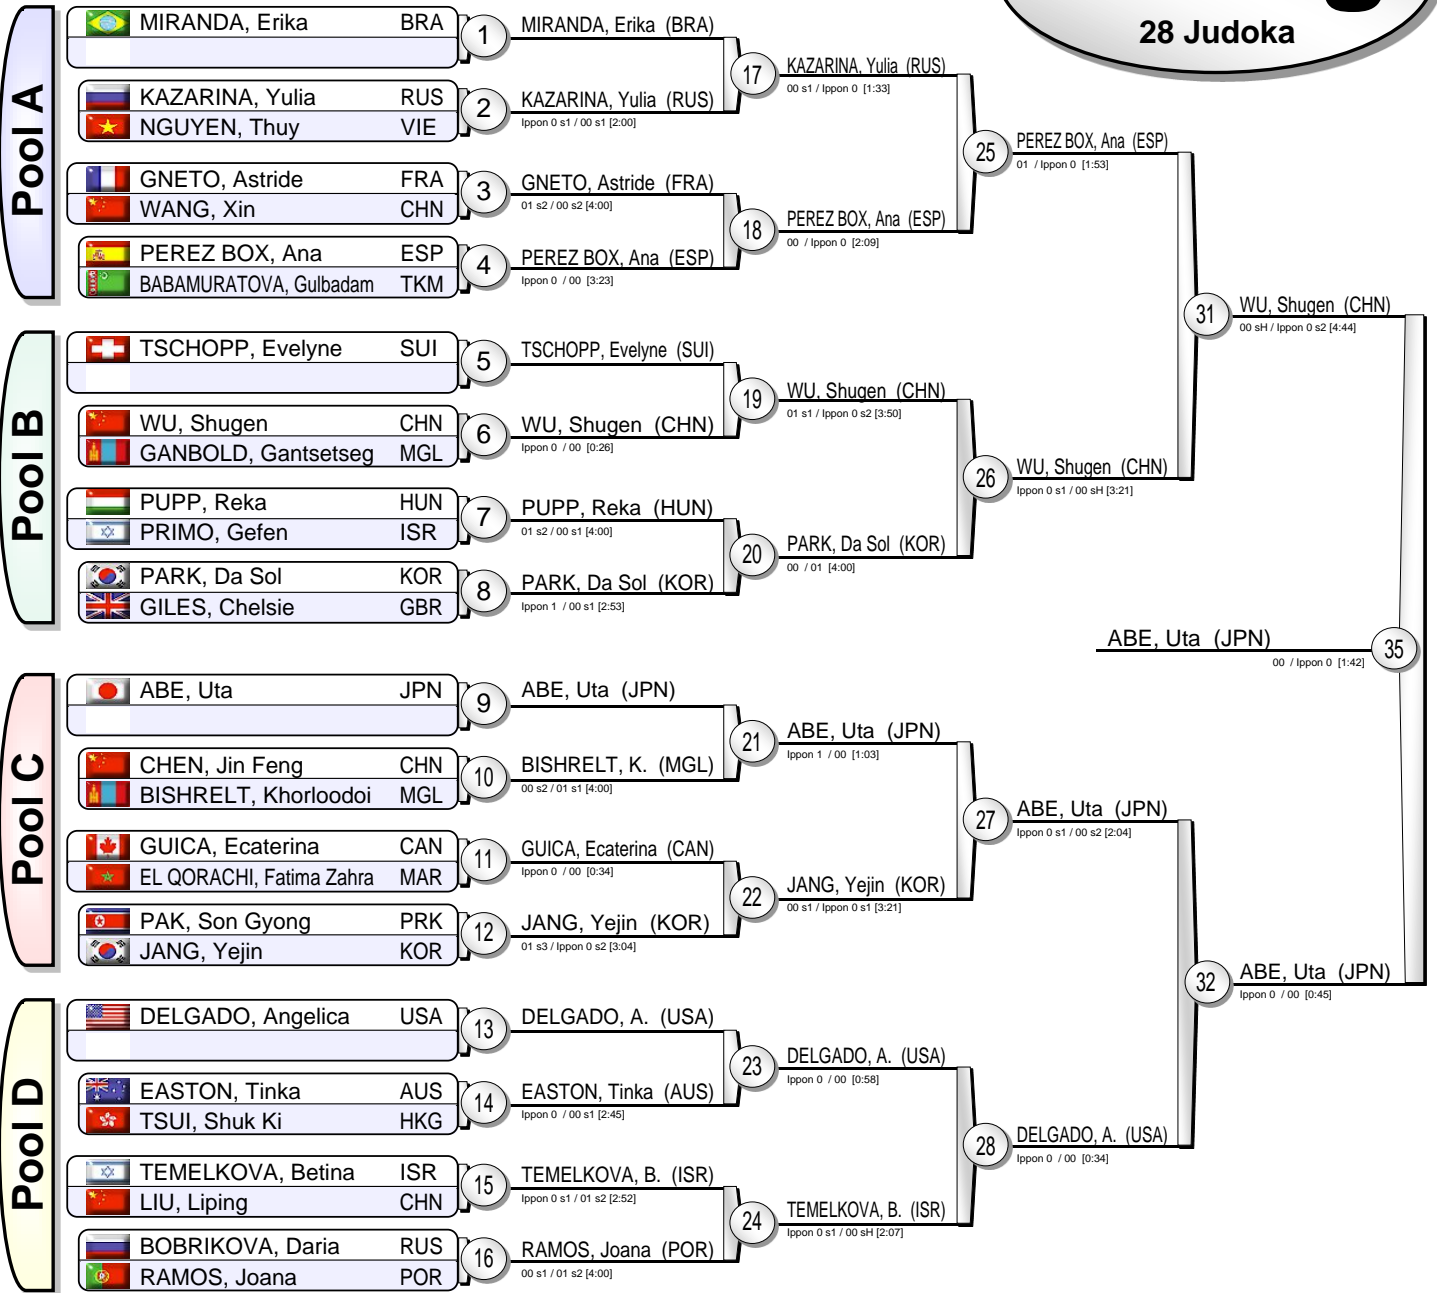 28 Judoka
Pool A
MIRANDA, Erika BRA
1
KAZARINA, Yulia RUS
NGUYEN, Thuy VIE
2
GNETO, Astride FRA
WANG, Xin CHN
3
PEREZ BOX, Ana ESP
BABAMURATOVA, Gulbadam TKM
4
Pool B
TSCHOPP, Evelyne SUI
5
WU, Shugen CHN
GANBOLD, Gantsetseg MGL
6
PUPP, Reka HUN
PRIMO, Gefen ISR
7
PARK, Da Sol KOR
GILES, Chelsie GBR
8
Pool C
ABE, Uta JPN
9
CHEN, Jin Feng CHN
BISHRELT, Khorloodoi MGL
10
GUICA, Ecaterina CAN
EL QORACHI, Fatima Zahra MAR
11
PAK, Son Gyong PRK
JANG, Yejin KOR
12
Pool D
DELGADO, Angelica USA
13
EASTON, Tinka AUS
TSUI, Shuk Ki HKG
14
TEMELKOVA, Betina ISR
LIU, Liping CHN
15
BOBRIKOVA, Daria RUS
RAMOS, Joana POR
16
MIRANDA, Erika (BRA)
KAZARINA, Yulia (RUS)
Ippon 0 s1 / 00 s1 [2:00]
17
GNETO, Astride (FRA)
01 s2 / 00 s2 [4:00]
PEREZ BOX, Ana (ESP)
Ippon 0 / 00 [3:23]
18
TSCHOPP, Evelyne (SUI)
WU, Shugen (CHN)
Ippon 0 / 00 [0:26]
19
PUPP, Reka (HUN)
01 s2 / 00 s1 [4:00]
PARK, Da Sol (KOR)
Ippon 1 / 00 s1 [2:53]
20
ABE, Uta (JPN)
BISHRELT, K. (MGL)
00 s2 / 01 s1 [4:00]
21
GUICA, Ecaterina (CAN)
Ippon 0 / 00 [0:34]
JANG, Yejin (KOR)
01 s3 / Ippon 0 s2 [3:04]
22
DELGADO, A. (USA)
EASTON, Tinka (AUS)
Ippon 0 / 00 s1 [2:45]
23
TEMELKOVA, B. (ISR)
Ippon 0 s1 / 01 s2 [2:52]
RAMOS, Joana (POR)
00 s1 / 01 s2 [4:00]
24
KAZARINA, Yulia (RUS)
00 s1 / Ippon 0 [1:33]
PEREZ BOX, Ana (ESP)
00 / Ippon 0 [2:09]
25
WU, Shugen (CHN)
01 s1 / Ippon 0 s2 [3:50]
PARK, Da Sol (KOR)
00 / 01 [4:00]
26
ABE, Uta (JPN)
Ippon 1 / 00 [1:03]
JANG, Yejin (KOR)
00 s1 / Ippon 0 s1 [3:21]
27
DELGADO, A. (USA)
Ippon 0 / 00 [0:58]
TEMELKOVA, B. (ISR)
Ippon 0 s1 / 00 sH [2:07]
28
PEREZ BOX, Ana (ESP)
01 / Ippon 0 [1:53]
WU, Shugen (CHN)
Ippon 0 s1 / 00 sH [3:21]
31
ABE, Uta (JPN)
Ippon 0 s1 / 00 s2 [2:04]
DELGADO, A. (USA)
Ippon 0 / 00 [0:34]
32
WU, Shugen (CHN)
00 sH / Ippon 0 s2 [4:44]
ABE, Uta (JPN)
Ippon 0 / 00 [0:45]
35
ABE, Uta (JPN)
00 / Ippon 0 [1:42]